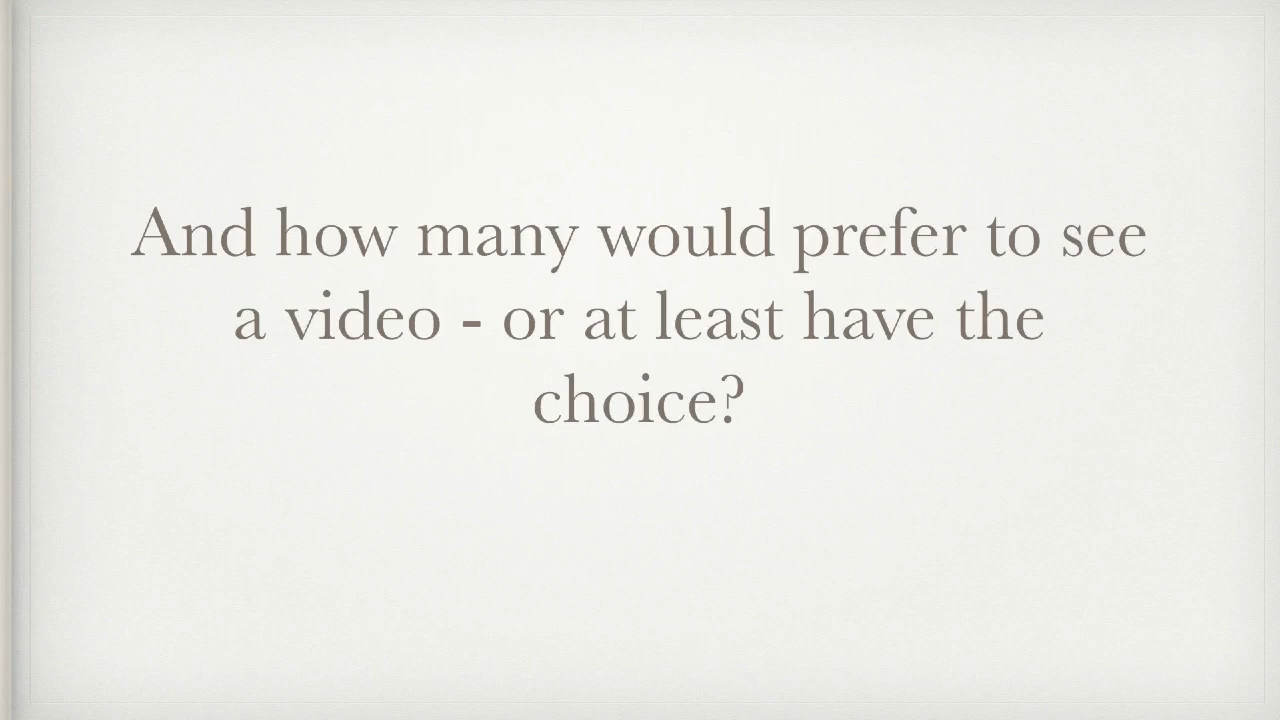 And how many would prefer to see
a video - or at least have the
choice?